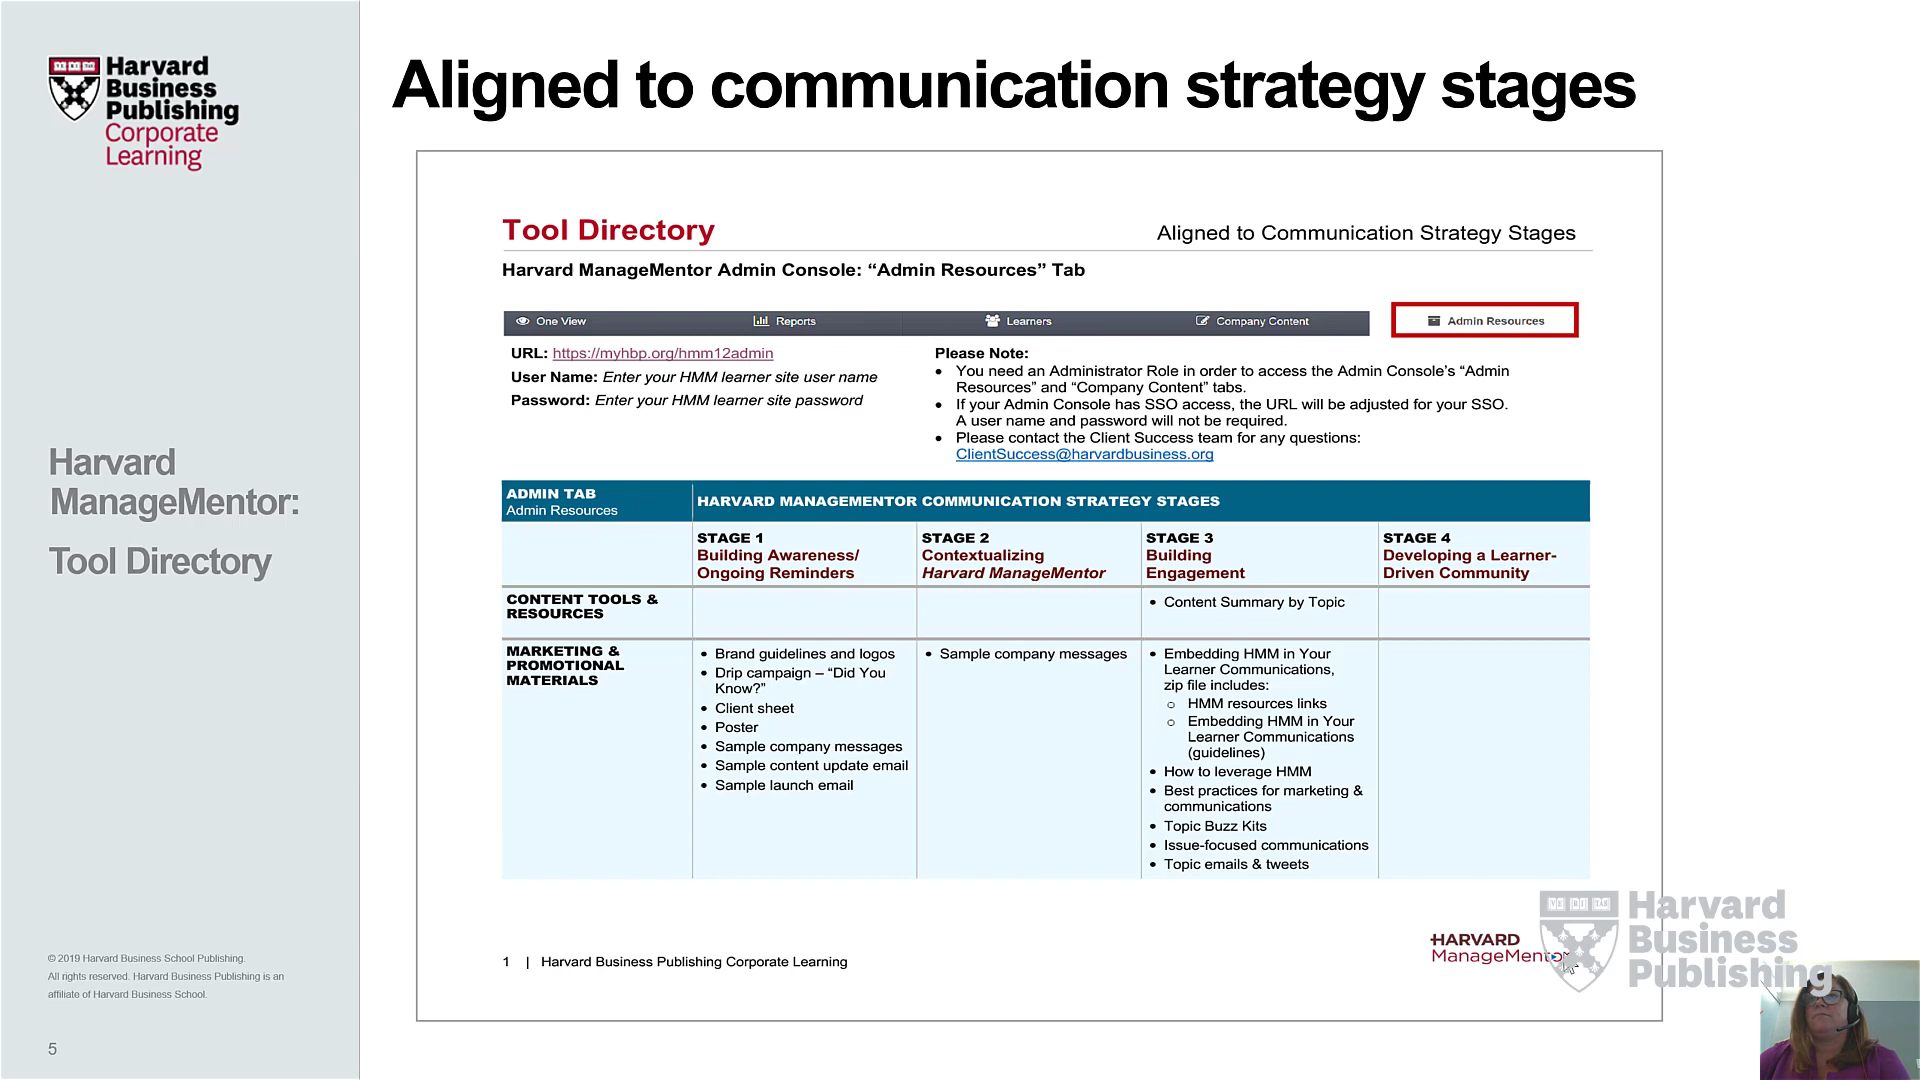 Harvard
Business
Publishing
Corporate
Learning
Harvard
ManageMentor:
Tool Directory
© 2019 Harvard Business School Publishing.
All rights reserved. Harvard Business Publishing is an
affiliate of Harvard Business School.
5
Aligned to communication strategy stages
Tool Directory
Aligned to Communication Strategy Stages
Harvard ManageMentor Admin Console: “Admin Resources” Tab
One View
Reports
Learners
Company Content
Admin Resources
URL: https://myhbp.org/hmm12admin
User Name: Enter your HMM learner site user name
Password: Enter your HMM learner site password
Please Note:
• You need an Administrator Role in order to access the Admin Console’s “Admin
Resources” and “Company Content” tabs.
• If your Admin Console has SSO access, the URL will be adjusted for your SSO.
A user name and password will not be required.
• Please contact the Client Success team for any questions:
ClientSuccess@harvardbusiness.org
ADMIN TAB
Admin Resources
HARVARD MANAGEMENTOR COMMUNICATION STRATEGY STAGES
STAGE 1
Building Awareness/
Ongoing Reminders
STAGE 2
Contextualizing
Harvard ManageMentor
STAGE 3
Building
Engagement
STAGE 4
Developing a Learner-
Driven Community
CONTENT TOOLS &
RESOURCES
• Content Summary by Topic
MARKETING &
PROMOTIONAL
MATERIALS
• Brand guidelines and logos
• Drip campaign – “Did You
Know?”
• Client sheet
• Poster
• Sample company messages
• Sample content update email
• Sample launch email
• Sample company messages
• Embedding HMM in Your
Learner Communications,
zip file includes:
o HMM resources links
o Embedding HMM in Your
Learner Communications
(guidelines)
• How to leverage HMM
• Best practices for marketing &
communications
• Topic Buzz Kits
• Issue-focused communications
• Topic emails & tweets
1 | Harvard Business Publishing Corporate Learning
HARVARD
ManageMentor
Harvard
Business
Publishing